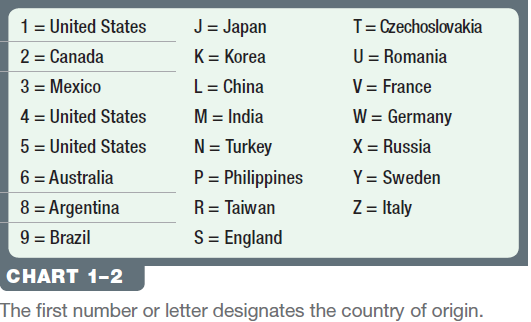 1 = United States
2 = Canada
3 = Mexico
4 = United States
5 = United States
6 = Australia
8 = Argentina
9 = Brazil
J = Japan
K = Korea
L = China
M = India
N = Turkey
P = Philippines
R = Taiwan
S = England
T = Czechoslovakia
U = Romania
V = France
W = Germany
X = Russia
Y = Sweden
Z = Italy
CHART 1–2
The first number or letter designates the country of origin.